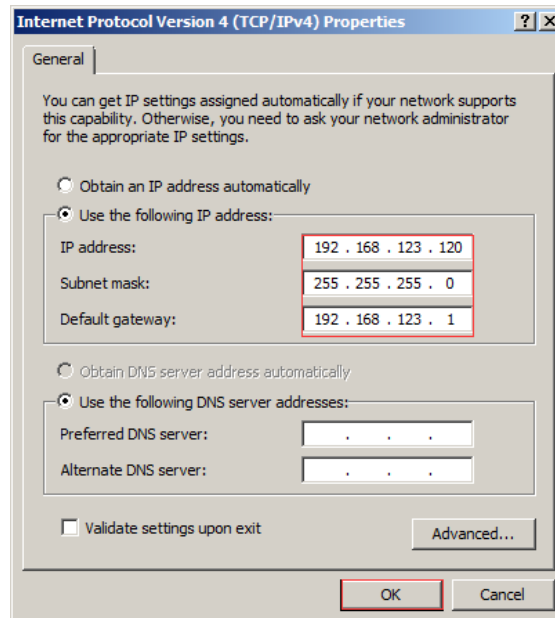 Internet Protocol Version 4 (TCP/IPv4) Properties
General
You can get IP settings assigned automatically if your network supports
this capability. Otherwise, you need to ask your network administrator
for the appropriate IP settings.
Obtain an IP address automatically
Use the following IP address:
IP address: 192 . 168 . 123 . 120
Subnet mask: 255 . 255 . 255 . 0
Default gateway: 192 . 168 . 123 . 1
Obtain DNS server address automatically
Use the following DNS server addresses:
Preferred DNS server: . . .
Alternate DNS server: . . .
Validate settings upon exit
Advanced...
OK Cancel